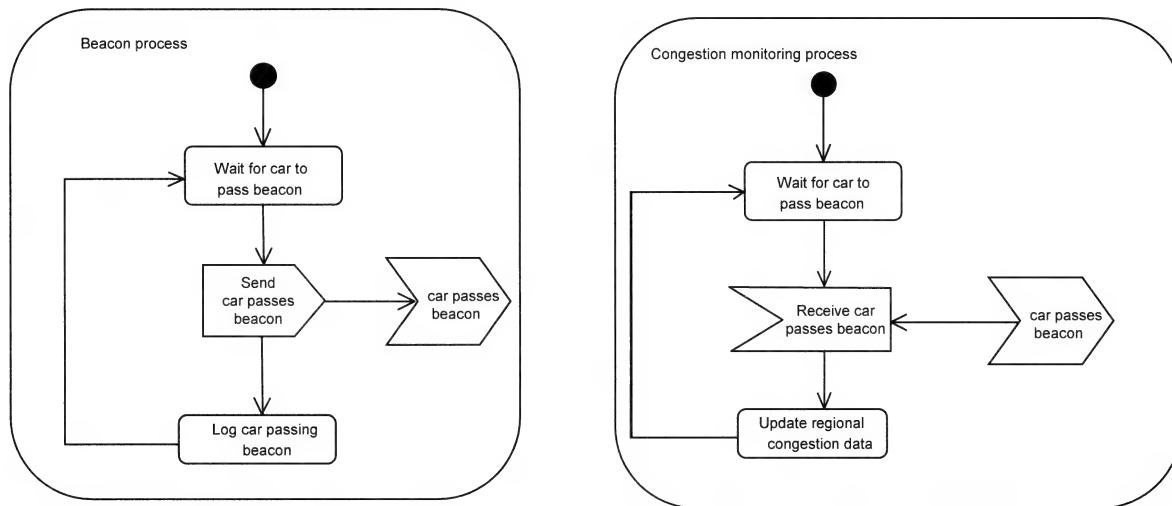 Beacon process
Wait for car to
pass beacon
Send
car passes
beacon
car passes
beacon
Log car passing
beacon
Congestion monitoring process
Wait for car to
pass beacon
Receive car
passes beacon
car passes
beacon
Update regional
congestion data